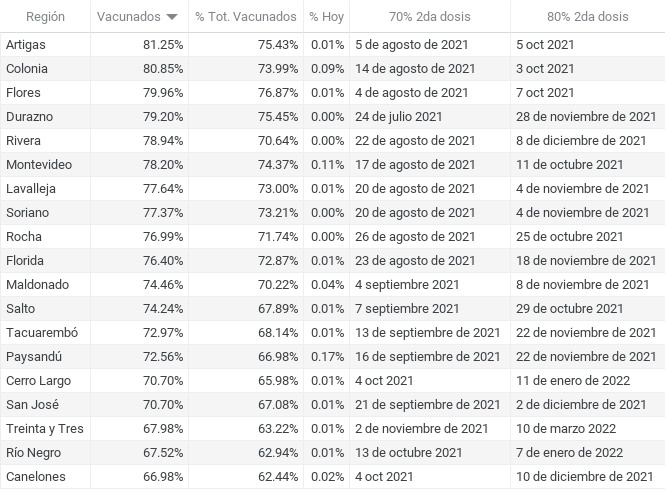 Región Vacunados % Tot. Vacunados % Hoy 70% 2da dosis 80% 2da dosis
Artigas 81.25% 75.43% 0.01% 5 de agosto de 2021 5 oct 2021
Colonia 80.85% 73.99% 0.09% 14 de agosto de 2021 3 oct 2021
Flores 79.96% 76.87% 0.01% 4 de agosto de 2021 7 oct 2021
Durazno 79.20% 75.45% 0.00% 24 de julio 2021 28 de noviembre de 2021
Rivera 78.94% 70.64% 0.00% 22 de agosto de 2021 8 de diciembre de 2021
Montevideo 78.20% 74.37% 0.11% 17 de agosto de 2021 11 de octubre 2021
Lavalleja 77.64% 73.00% 0.01% 20 de agosto de 2021 4 de noviembre de 2021
Soriano 77.37% 73.21% 0.00% 20 de agosto de 2021 4 de noviembre de 2021
Rocha 76.99% 71.74% 0.00% 26 de agosto de 2021 25 de octubre 2021
Florida 76.40% 72.87% 0.01% 23 de agosto de 2021 18 de noviembre de 2021
Maldonado 74.46% 70.22% 0.04% 4 septiembre 2021 8 de noviembre de 2021
Salto 74.24% 67.89% 0.01% 7 septiembre 2021 29 de octubre 2021
Tacuarembó 72.97% 68.14% 0.01% 13 de septiembre de 2021 22 de noviembre de 2021
Paysandú 72.56% 66.98% 0.17% 16 de septiembre de 2021 22 de noviembre de 2021
Cerro Largo 70.70% 65.98% 0.01% 4 oct 2021 11 de enero de 2022
San José 70.70% 67.08% 0.01% 21 de septiembre de 2021 2 de diciembre de 2021
Treinta y Tres 67.98% 63.22% 0.01% 2 de noviembre de 2021 10 de marzo 2022
Río Negro 67.52% 62.94% 0.01% 13 de octubre 2021 7 de enero de 2022
Canelones 66.98% 62.44% 0.02% 4 oct 2021 10 de diciembre de 2021